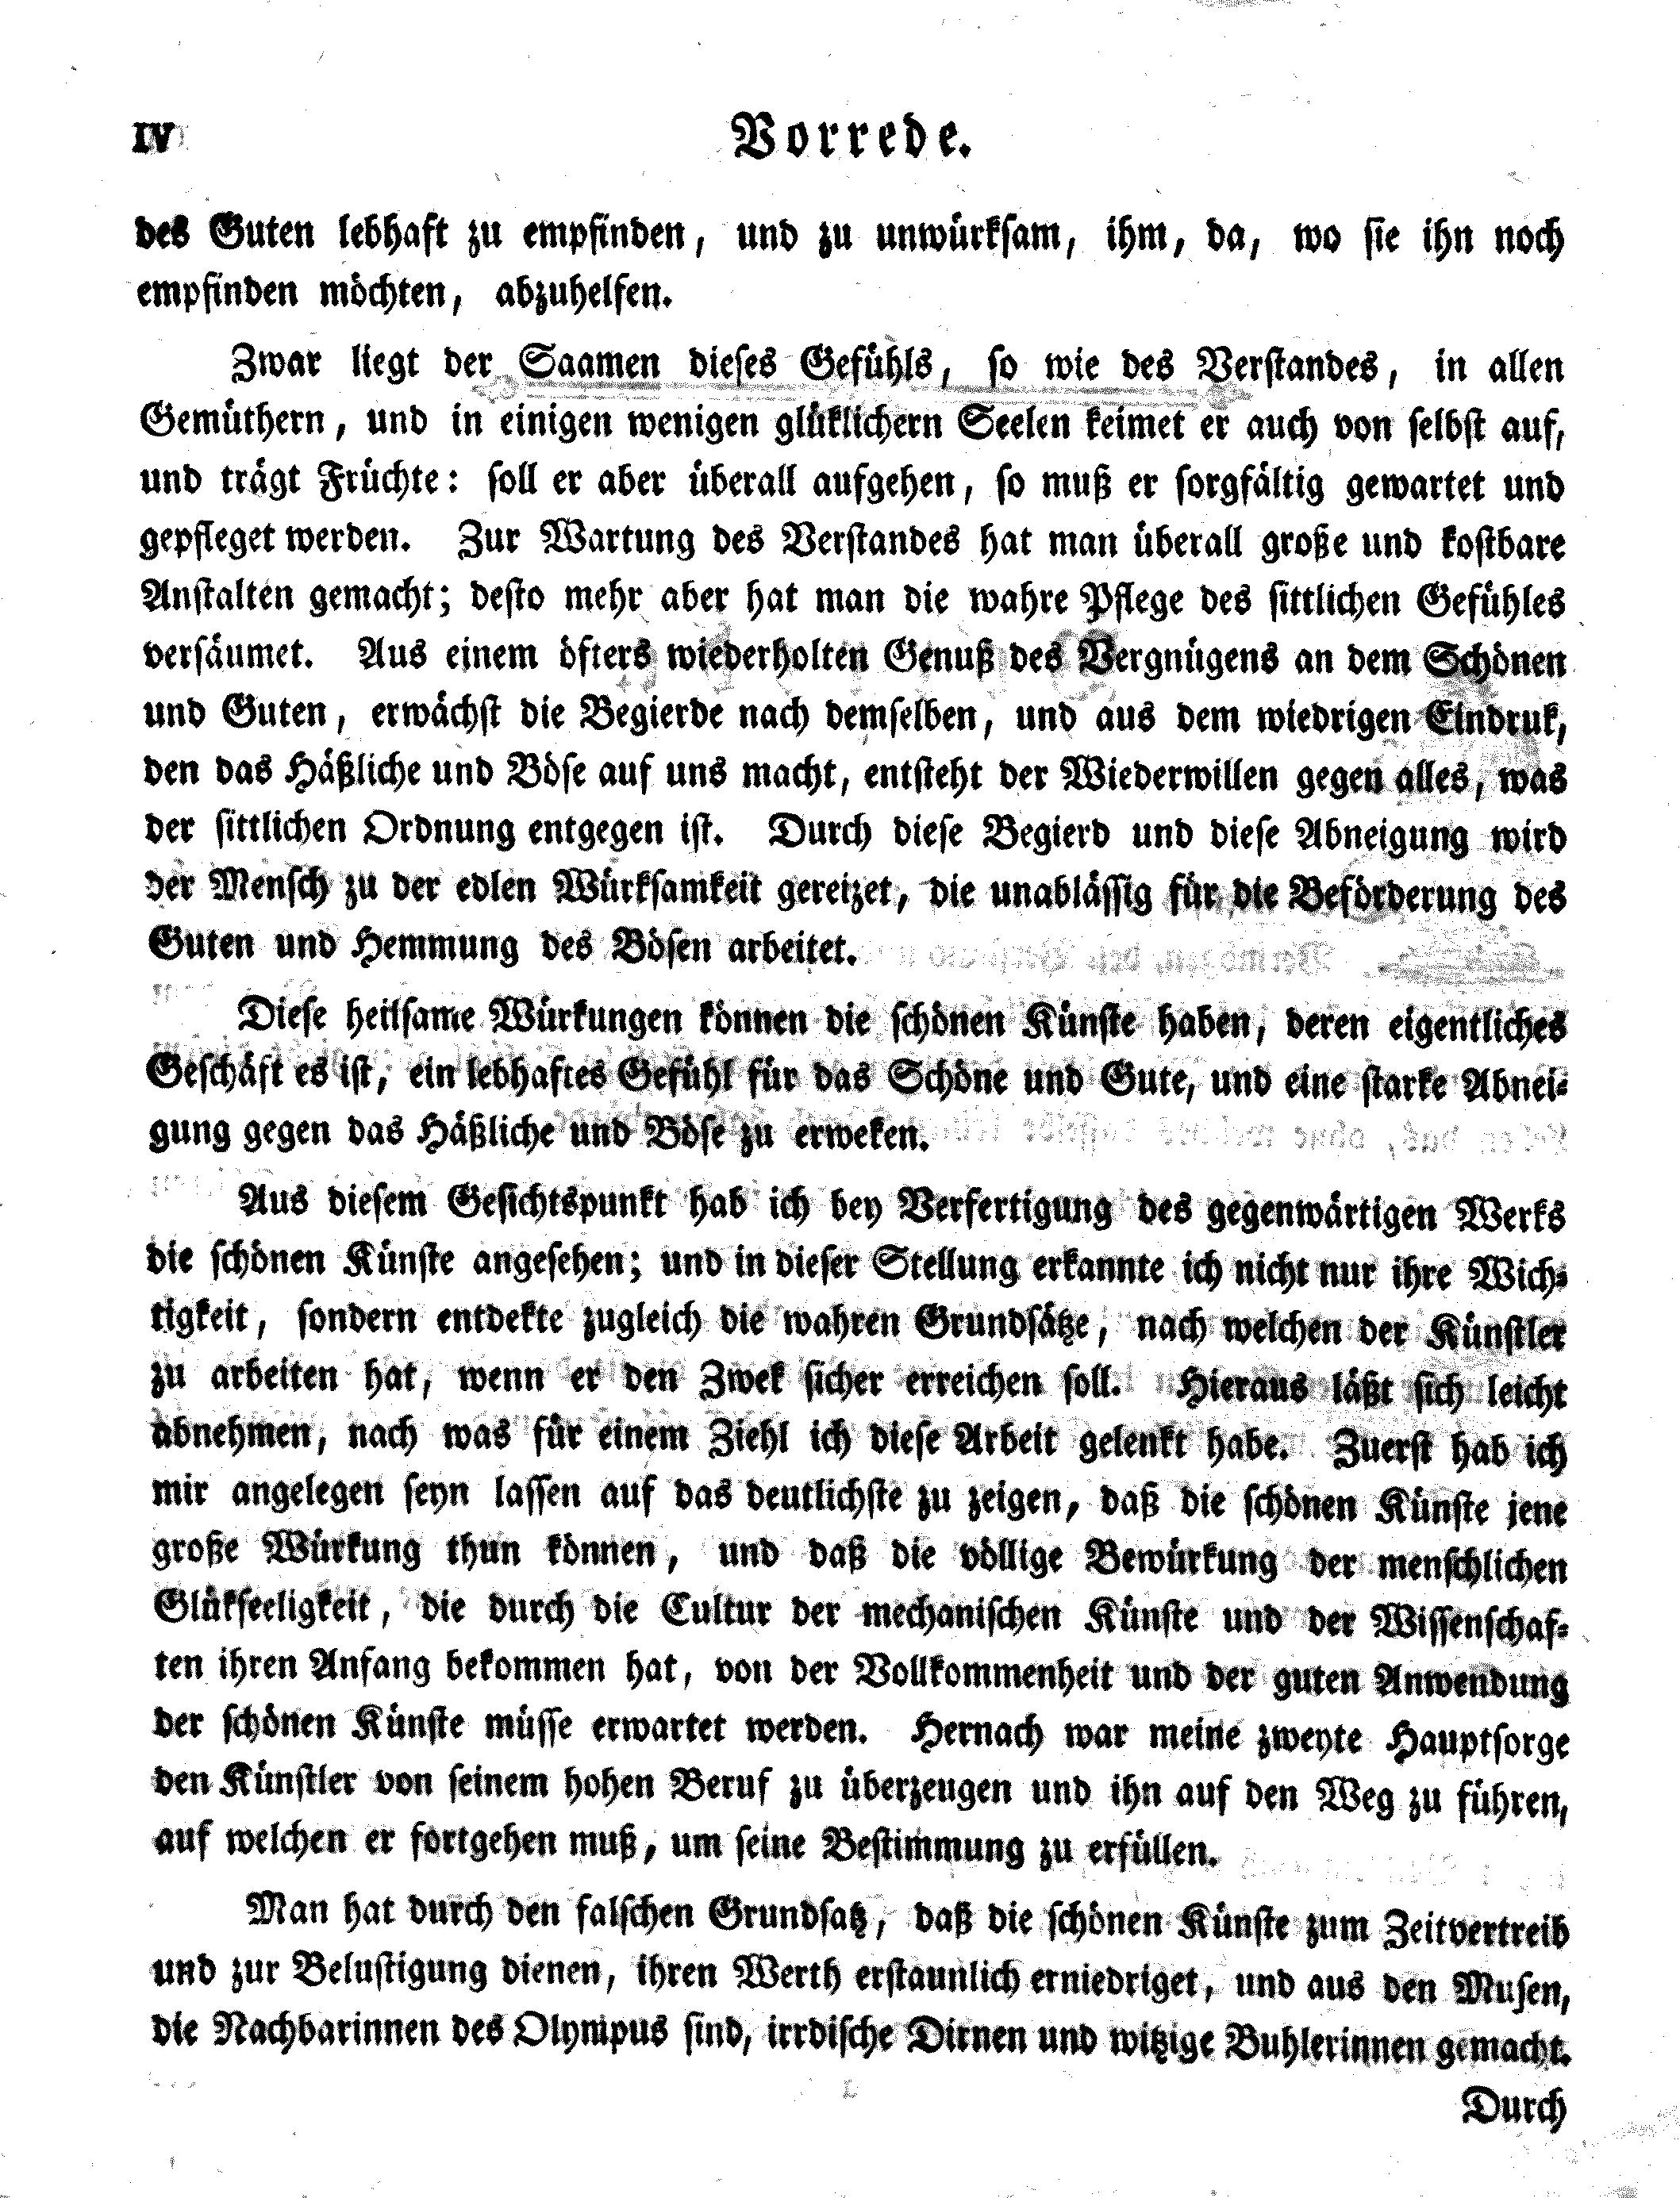 IV
Vorrede.
des Guten lebhaft zu empfinden, und zu unwürksam, ihm, da, wo sie ihn noch
empfinden möchten, abzuhelfen.
Zwar liegt der Saamen dieses Gefühls, so wie des Verstandes, in allen
Gemüthern, und in einigen wenigen glüklichern Seelen keimet er auch von selbst auf,
und trägt Früchte: soll er aber überall aufgehen, so muß er sorgfältig gewartet und
gepfleget werden. Zur Wartung des Verstandes hat man überall große und kostbare
Anstalten gemacht; desto mehr aber hat man die wahre Pflege des sittlichen Gefühles
versäumet. Aus einem öfters wiederholten Genuß des Vergnügens an dem Schönen
und Guten, erwächst die Begierde nach demselben, und aus dem wiedrigen Eindruk,
den das Häßliche und Böse auf uns macht, entsteht der Wiederwillen gegen alles, was
der sittlichen Ordnung entgegen ist. Durch diese Begierd und diese Abneigung wird
der Mensch zu der edlen Würksamkeit gereizet, die unablässig für die Beförderung des
Guten und Hemmung des Bösen arbeitet.
Diese heilsame Würkungen können die schönen Künste haben, deren eigentliches
Geschäft es ist, ein lebhaftes Gefühl für das Schöne und Gute, und eine starke Abnei-
gung gegen das Häßliche und Böse zu erweken.
Aus diesem Gesichtspunkt hab ich bey Verfertigung des gegenwärtigen Werks
die schönen Künste angesehen; und in dieser Stellung erkannte ich nicht nur ihre Wich-
tigkeit, sondern entdekte zugleich die wahren Grundsätze, nach welchen der Künstler
zu arbeiten hat, wenn er den Zwek sicher erreichen soll. Hieraus läßt sich leicht
abnehmen, nach was für einem Ziehl ich diese Arbeit gelenkt habe. Zuerst hab ich
mir angelegen seyn lassen auf das deutlichste zu zeigen, daß die schönen Künste jene
große Würkung thun können, und daß die völlige Bewürkung der menschlichen
Glükseeligkeit, die durch die Cultur der mechanischen Künste und der Wissenschaf-
ten ihren Anfang bekommen hat, von der Vollkommenheit und der guten Anwendung
der schönen Künste müsse erwartet werden. Hernach war meine zweyte Hauptsorge
den Künstler von seinem hohen Beruf zu überzeugen und ihn auf den Weg zu führen,
auf welchen er fortgehen muß, um seine Bestimmung zu erfüllen.
Man hat durch den falschen Grundsatz, daß die schönen Künste zum Zeitvertreib
und zur Belustigung dienen, ihren Werth erstaunlich erniedriget, und aus den Musen,
die Nachbarinnen des Olympus sind, irrdische Dirnen und witzige Buhlerinnen gemacht.
Durch